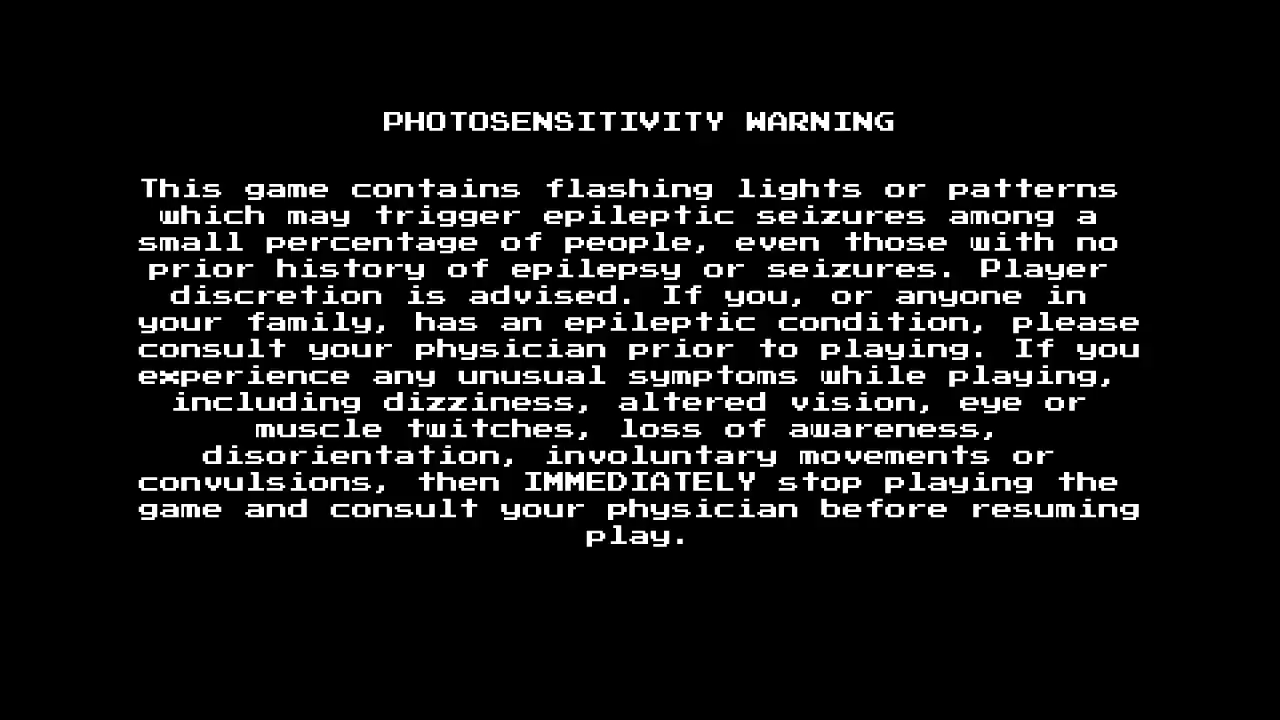 PHOTOSENSITIVITY WARNING
This game contains flashing lights or patterns
which may trigger epileptic seizures among a
small percentage of people, even those with no
prior history of epilepsy or seizures. Player
discretion is advised. If you, or anyone in
your family, has an epileptic condition, please
consult your physician prior to playing. If you
experience any unusual symptoms while playing,
including dizziness, altered vision, eye or
muscle twitches, loss of awareness,
disorientation, involuntary movements or
convulsions, then IMMEDIATELY stop playing the
game and consult your physician before resuming
play.